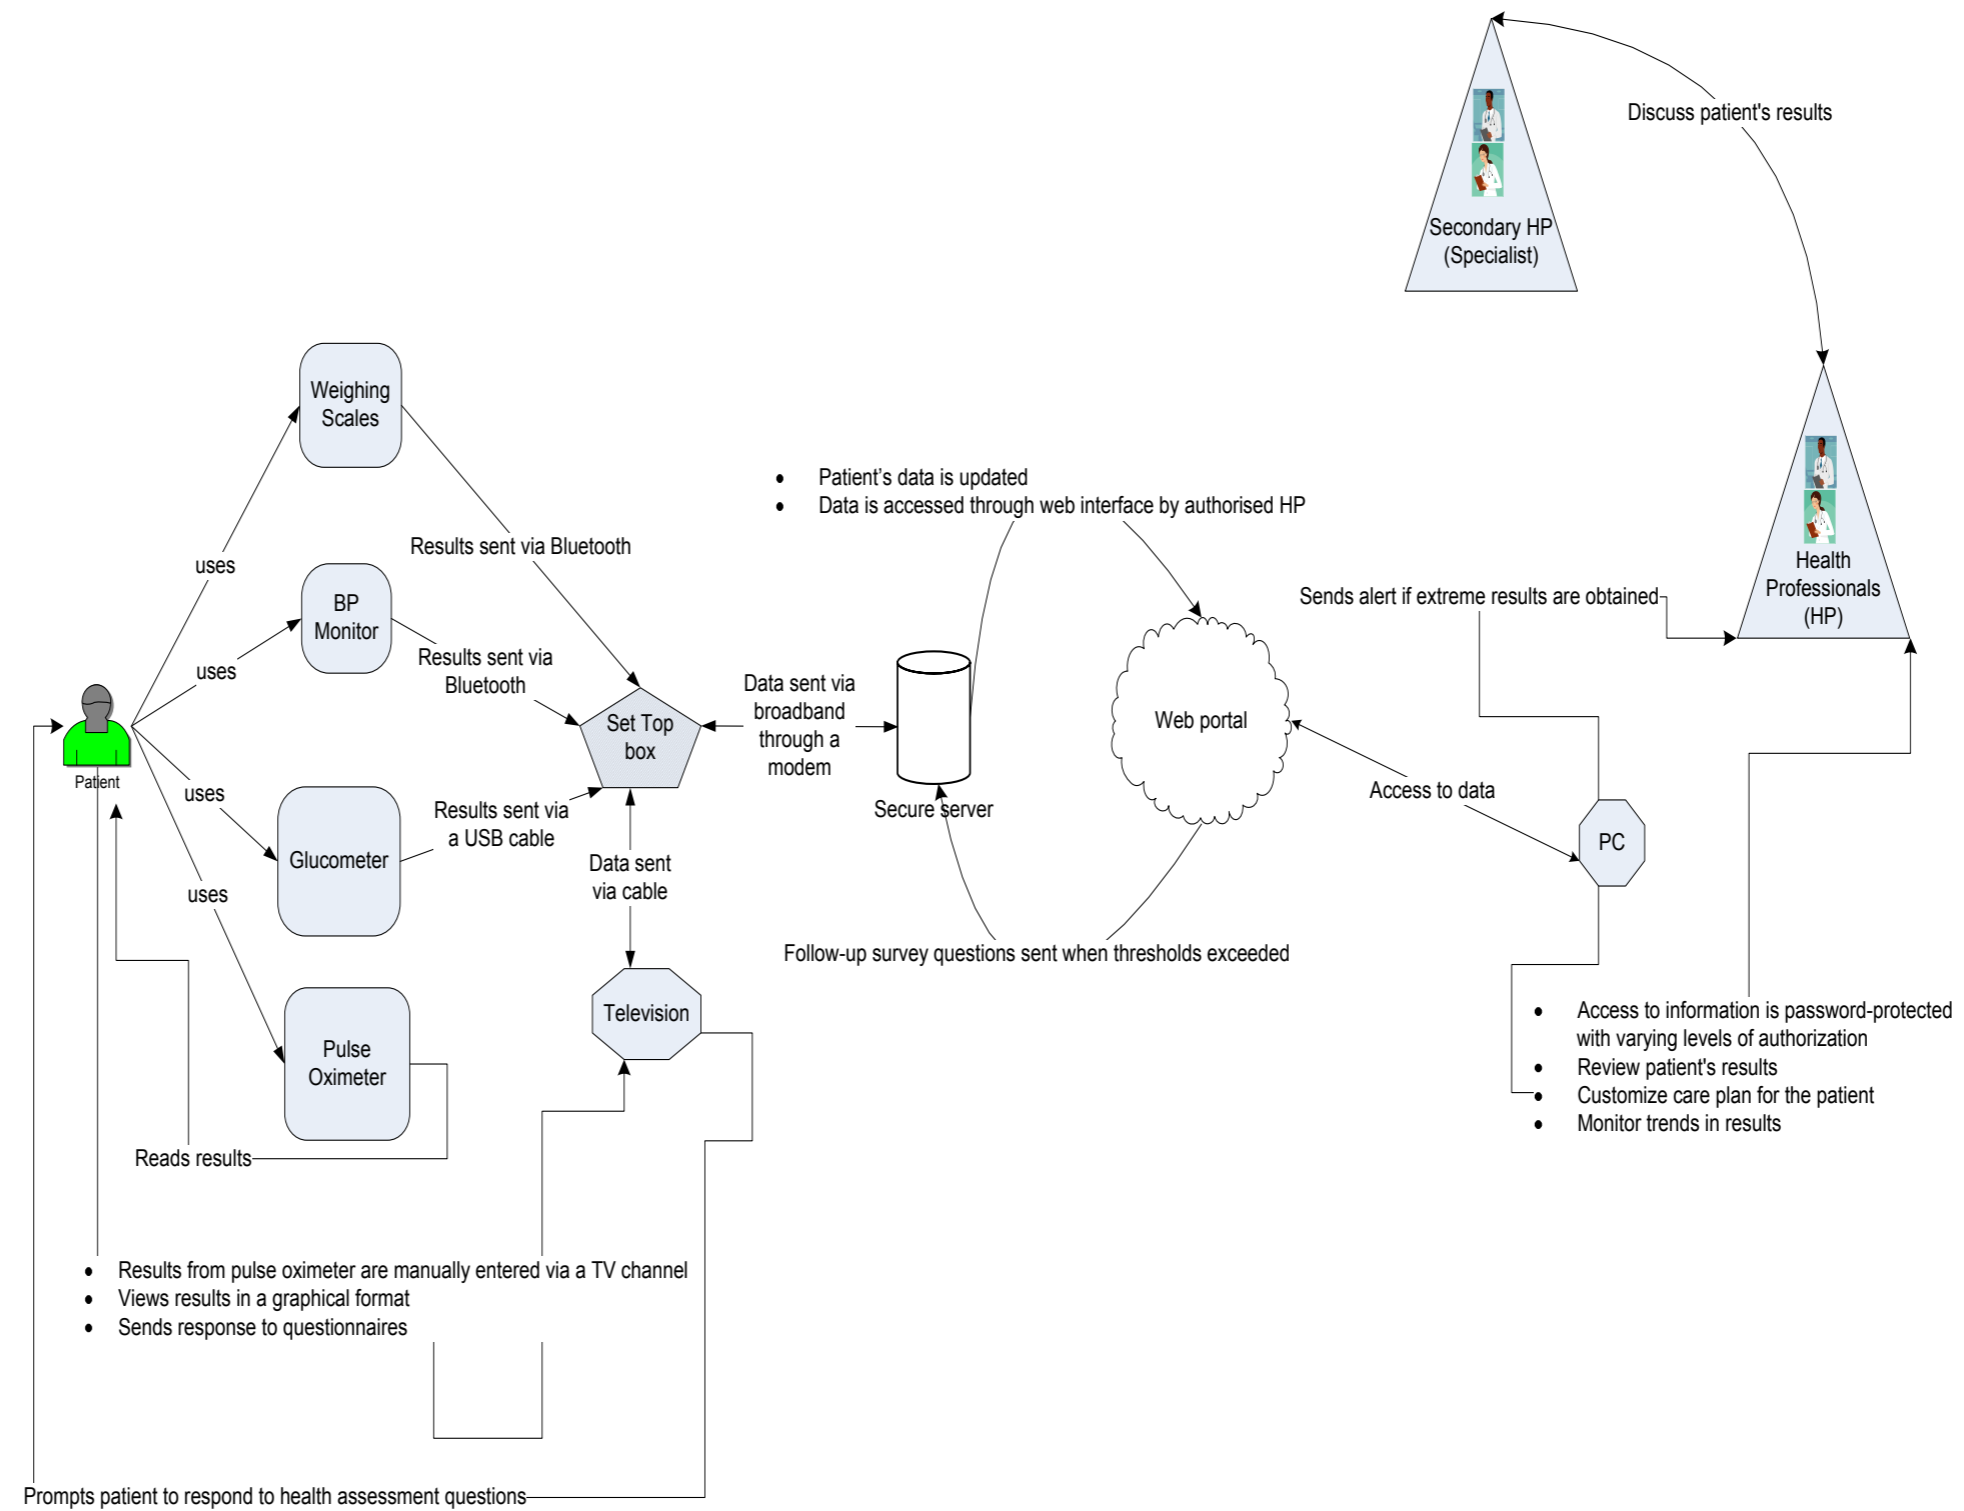 Discuss patient's results
Secondary HP
(Specialist)
Weighing
Scales
• Patient’s data is updated
• Data is accessed through web interface by authorised HP
Results sent via Bluetooth
uses
BP
Monitor
Health
Professionals
(HP)
Sends alert if extreme results are obtained
uses
Results sent via
Bluetooth
Data sent via
broadband
through a
modem
Set Top
box
Web portal
Patient
uses
Results sent via
a USB cable
Secure server
Access to data
PC
Glucometer
Data sent
via cable
uses
Follow-up survey questions sent when thresholds exceeded
Television
• Access to information is password-protected
with varying levels of authorization
• Review patient's results
• Customize care plan for the patient
• Monitor trends in results
Pulse
Oximeter
Reads results
• Results from pulse oximeter are manually entered via a TV channel
• Views results in a graphical format
• Sends response to questionnaires
Prompts patient to respond to health assessment questions